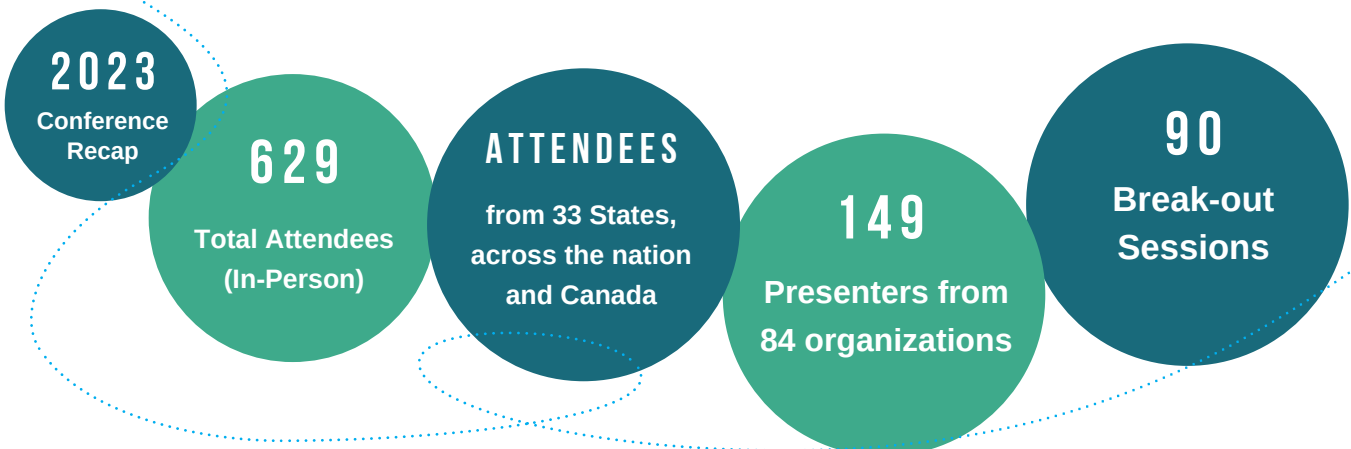 2023
Conference
Recap
629
Total Attendees
(In-Person)
ATTENDEES
from 33 States,
across the nation
and Canada
149
Presenters from
84 organizations
90
Break-out
Sessions